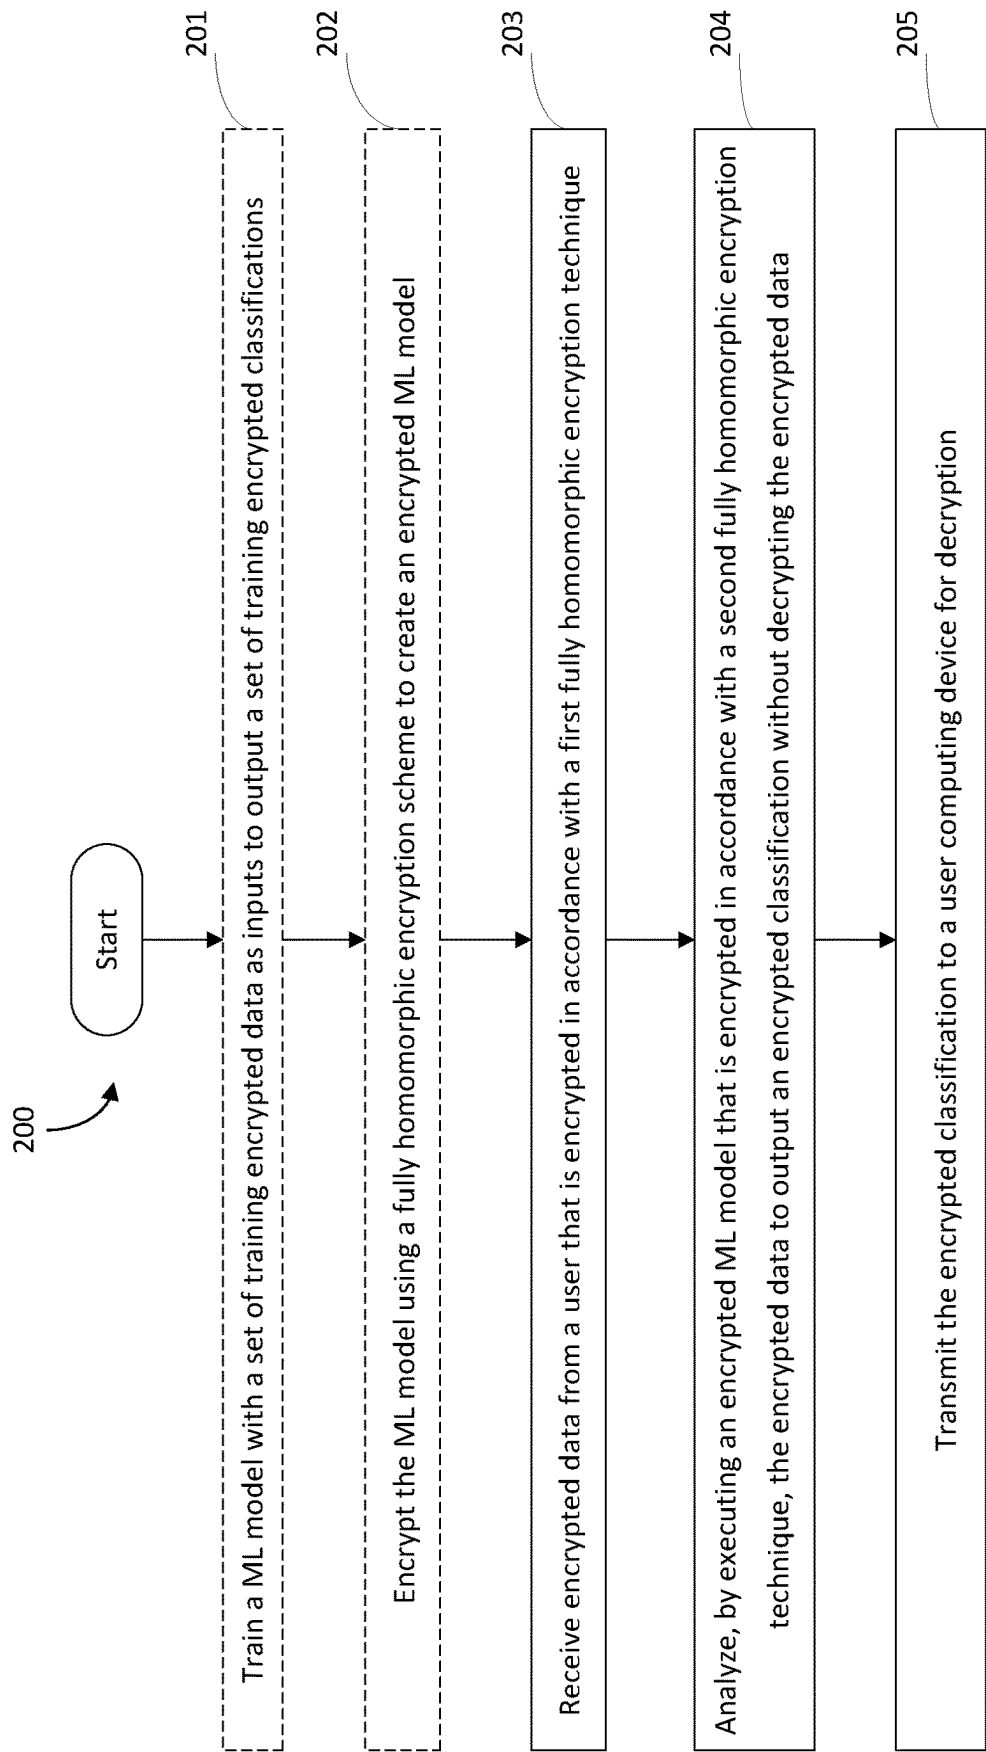 200
Start
201
Train a ML model with a set of training encrypted data as inputs to output a set of training encrypted classifications
202
Encrypt the ML model using a fully homomorphic encryption scheme to create an encrypted ML model
203
Receive encrypted data from a user that is encrypted in accordance with a first fully homomorphic encryption technique
204
Analyze, by executing an encrypted ML model that is encrypted in accordance with a second fully homomorphic encryption
technique, the encrypted data to output an encrypted classification without decrypting the encrypted data
205
Transmit the encrypted classification to a user computing device for decryption